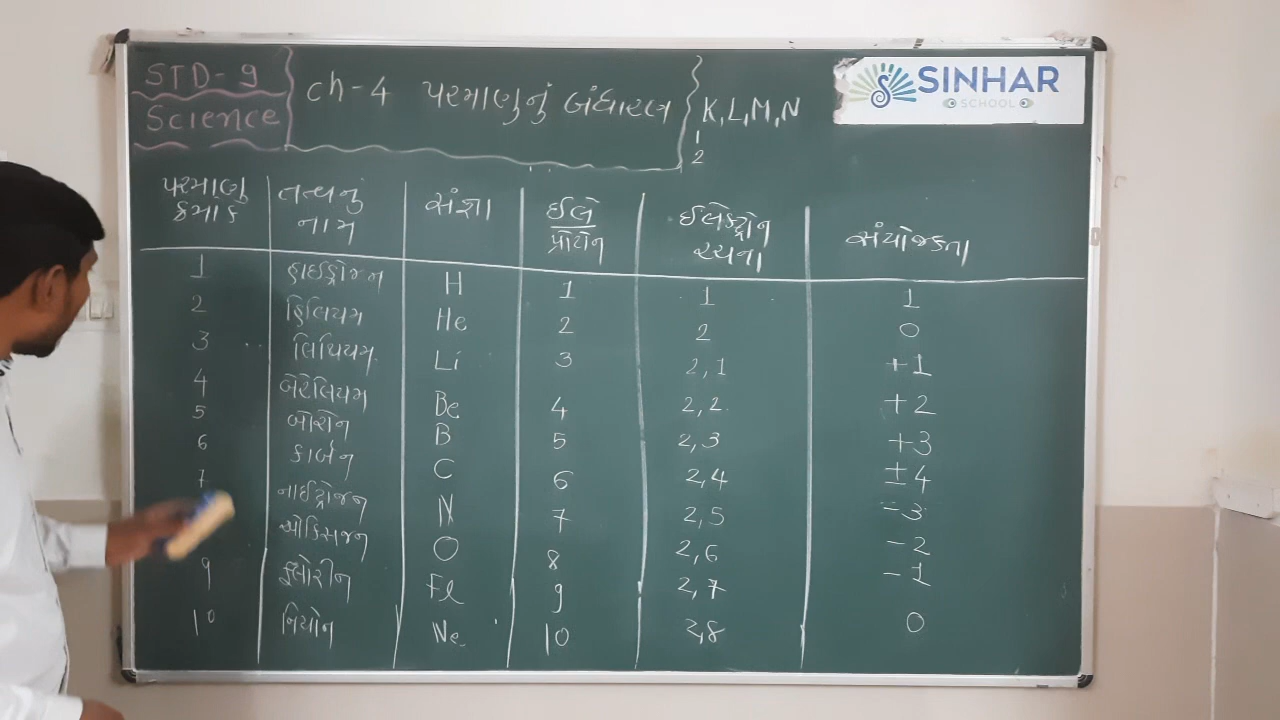 STD-9
Science
ch-4 પરમાણુનું બંધારણ
K,L,M,N
1
2
SINHAR
SCHOOL
પરમાણુ ક્રમાંક તત્વનું નામ સંજ્ઞા ઈલે પ્રોટોન ઈલેક્ટ્રોન રચના સંયોજકતા
1 હાઈડ્રોજન H 1 1 1
2 હિલિયમ He 2 2 0
3 લિથિયમ Li 3 2,1 +1
4 બેરેલિયમ Be 4 2,2 +2
5 બોરોન B 5 2,3 +3
6 કાર્બન C 6 2,4 ±4
7 નાઈટ્રોજન N 7 2,5 -3
ઓક્સિજન O 8 2,6 -2
9 ફ્લોરીન Fl 9 2,7 -1
10 નિયોન Ne 10 2,8 0